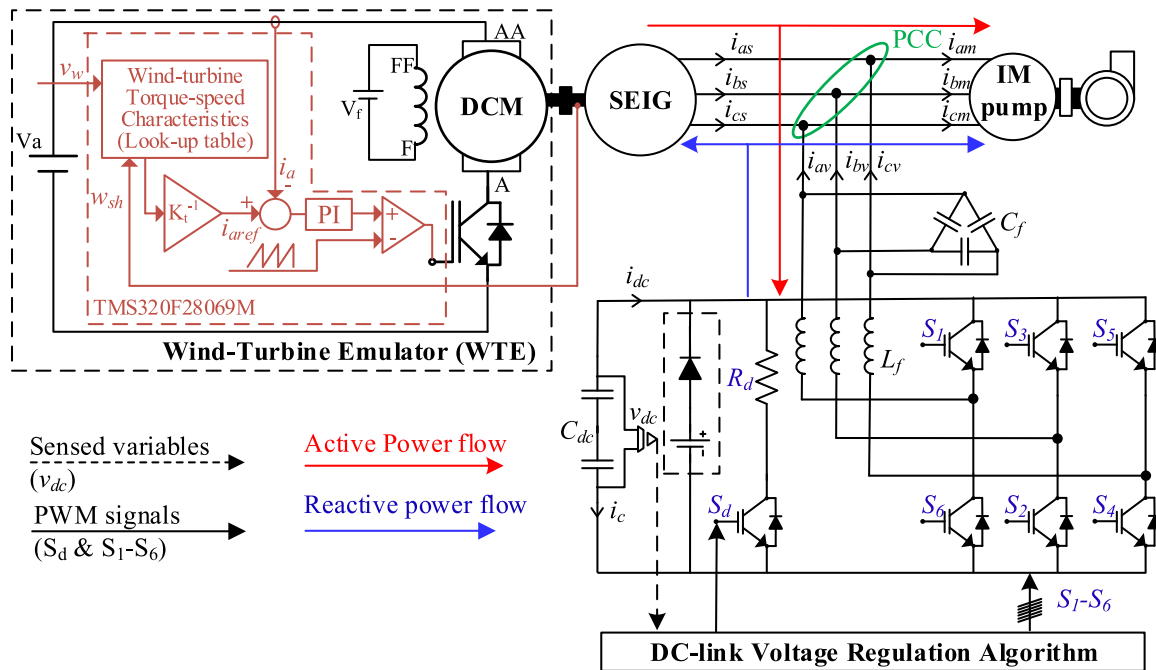 AA
v_w
Wind-turbine
Torque-speed
Characteristics
(Look-up table)
FF
V_f
F
DCM
A
Va
i_a
-
w_sh
K_t^-1
+
i_aref
PI
+
-
TMS320F28069M
Wind-Turbine Emulator (WTE)
SEIG
i_as
i_bs
i_cs
PCC
i_am
i_bm
i_cm
IM
pump
i_av
i_bv
i_cv
C_f
i_dc
R_d
L_f
S_1
S_3
S_5
C_dc
v_dc
+
i_c
S_d
S_6
S_2
S_4
S_1-S_6
DC-link Voltage Regulation Algorithm
Sensed variables
(v_dc)
PWM signals
(S_d & S_1-S_6)
Active Power flow
Reactive power flow